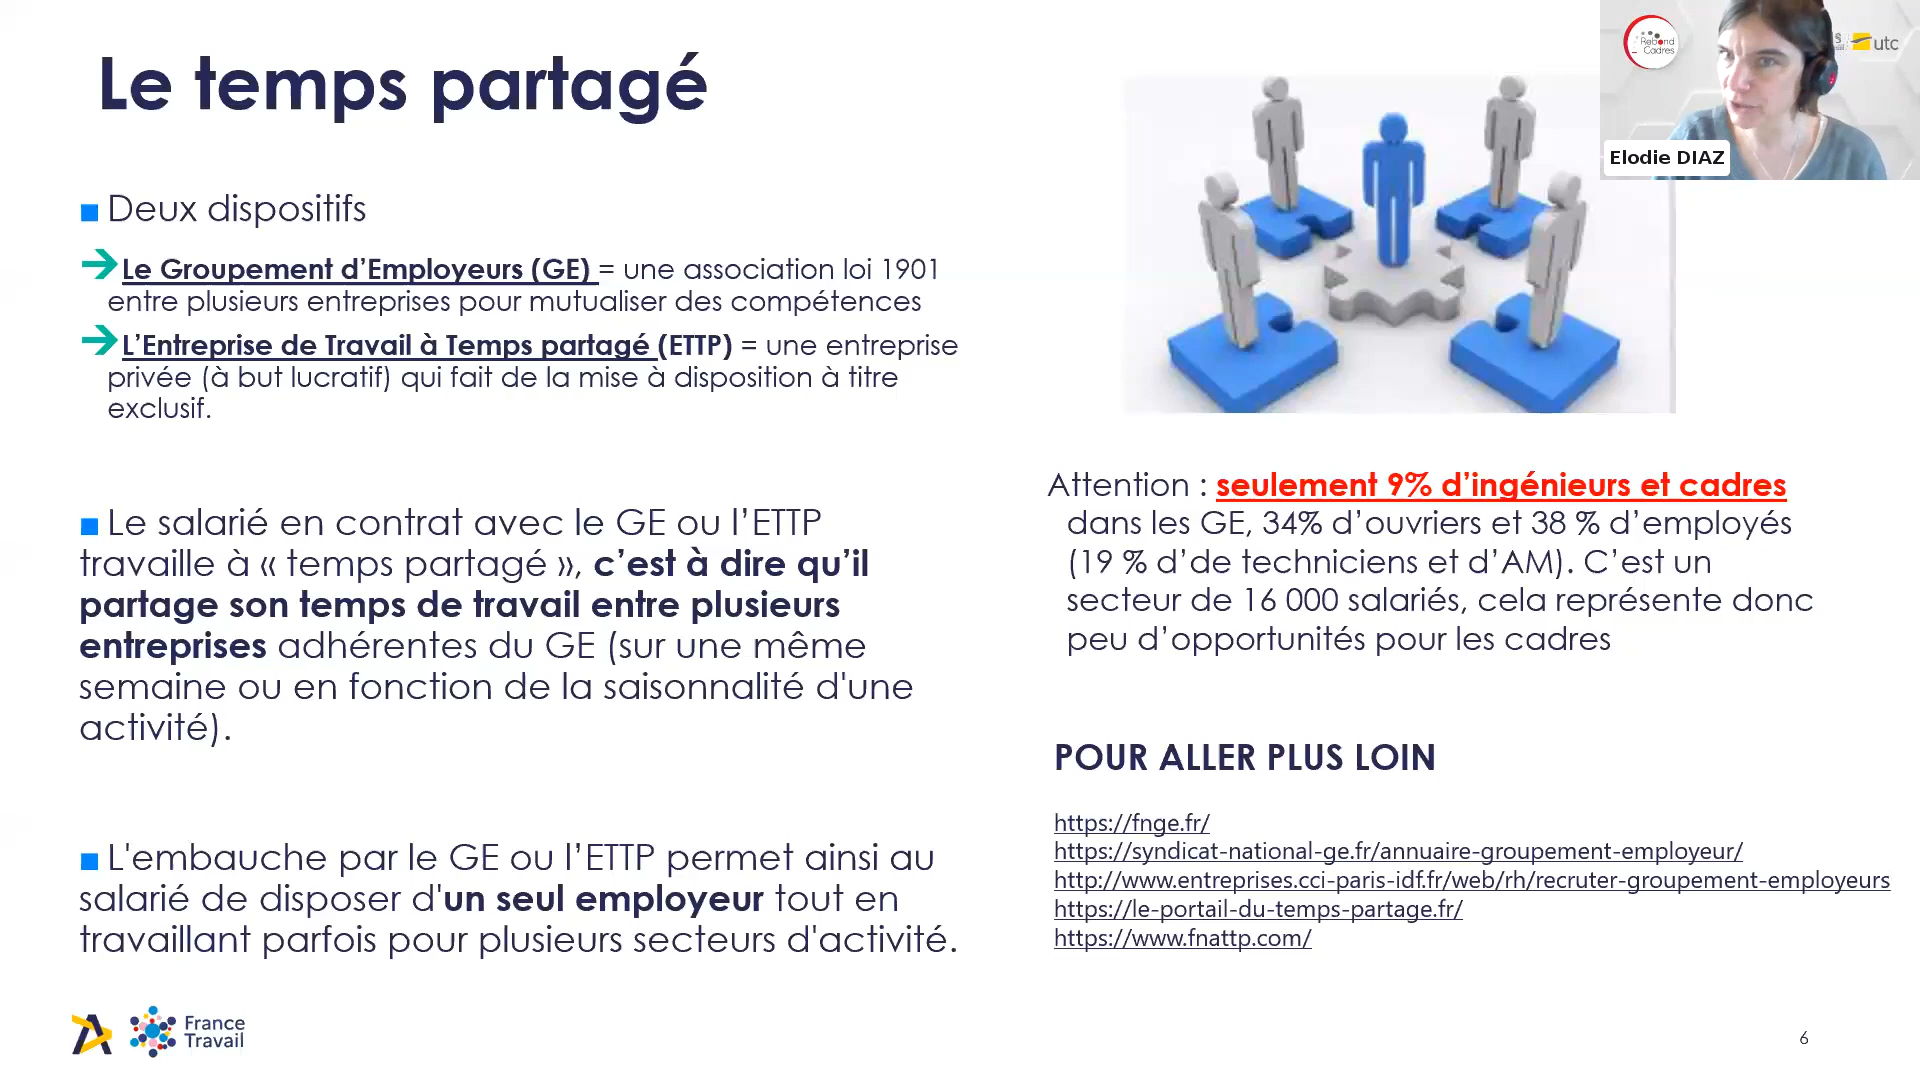 Le temps partagé
Deux dispositifs
Le Groupement d’Employeurs (GE) = une association loi 1901
entre plusieurs entreprises pour mutualiser des compétences
L’Entreprise de Travail à Temps partagé (ETTP) = une entreprise
privée (à but lucratif) qui fait de la mise à disposition à titre
exclusif.
Le salarié en contrat avec le GE ou l’ETTP
travaille à « temps partagé », c’est à dire qu’il
partage son temps de travail entre plusieurs
entreprises adhérentes du GE (sur une même
semaine ou en fonction de la saisonnalité d'une
activité).
L'embauche par le GE ou l’ETTP permet ainsi au
salarié de disposer d'un seul employeur tout en
travaillant parfois pour plusieurs secteurs d'activité.
Rebond
Cadres
utc
Elodie DIAZ
Attention : seulement 9% d’ingénieurs et cadres
dans les GE, 34% d’ouvriers et 38 % d’employés
(19 % d’de techniciens et d’AM). C’est un
secteur de 16 000 salariés, cela représente donc
peu d’opportunités pour les cadres
POUR ALLER PLUS LOIN
https://fnge.fr/
https://syndicat-national-ge.fr/annuaire-groupement-employeur/
http://www.entreprises.cci-paris-idf.fr/web/rh/recruter-groupement-employeurs
https://le-portail-du-temps-partage.fr/
https://www.fnattp.com/
France
Travail
6